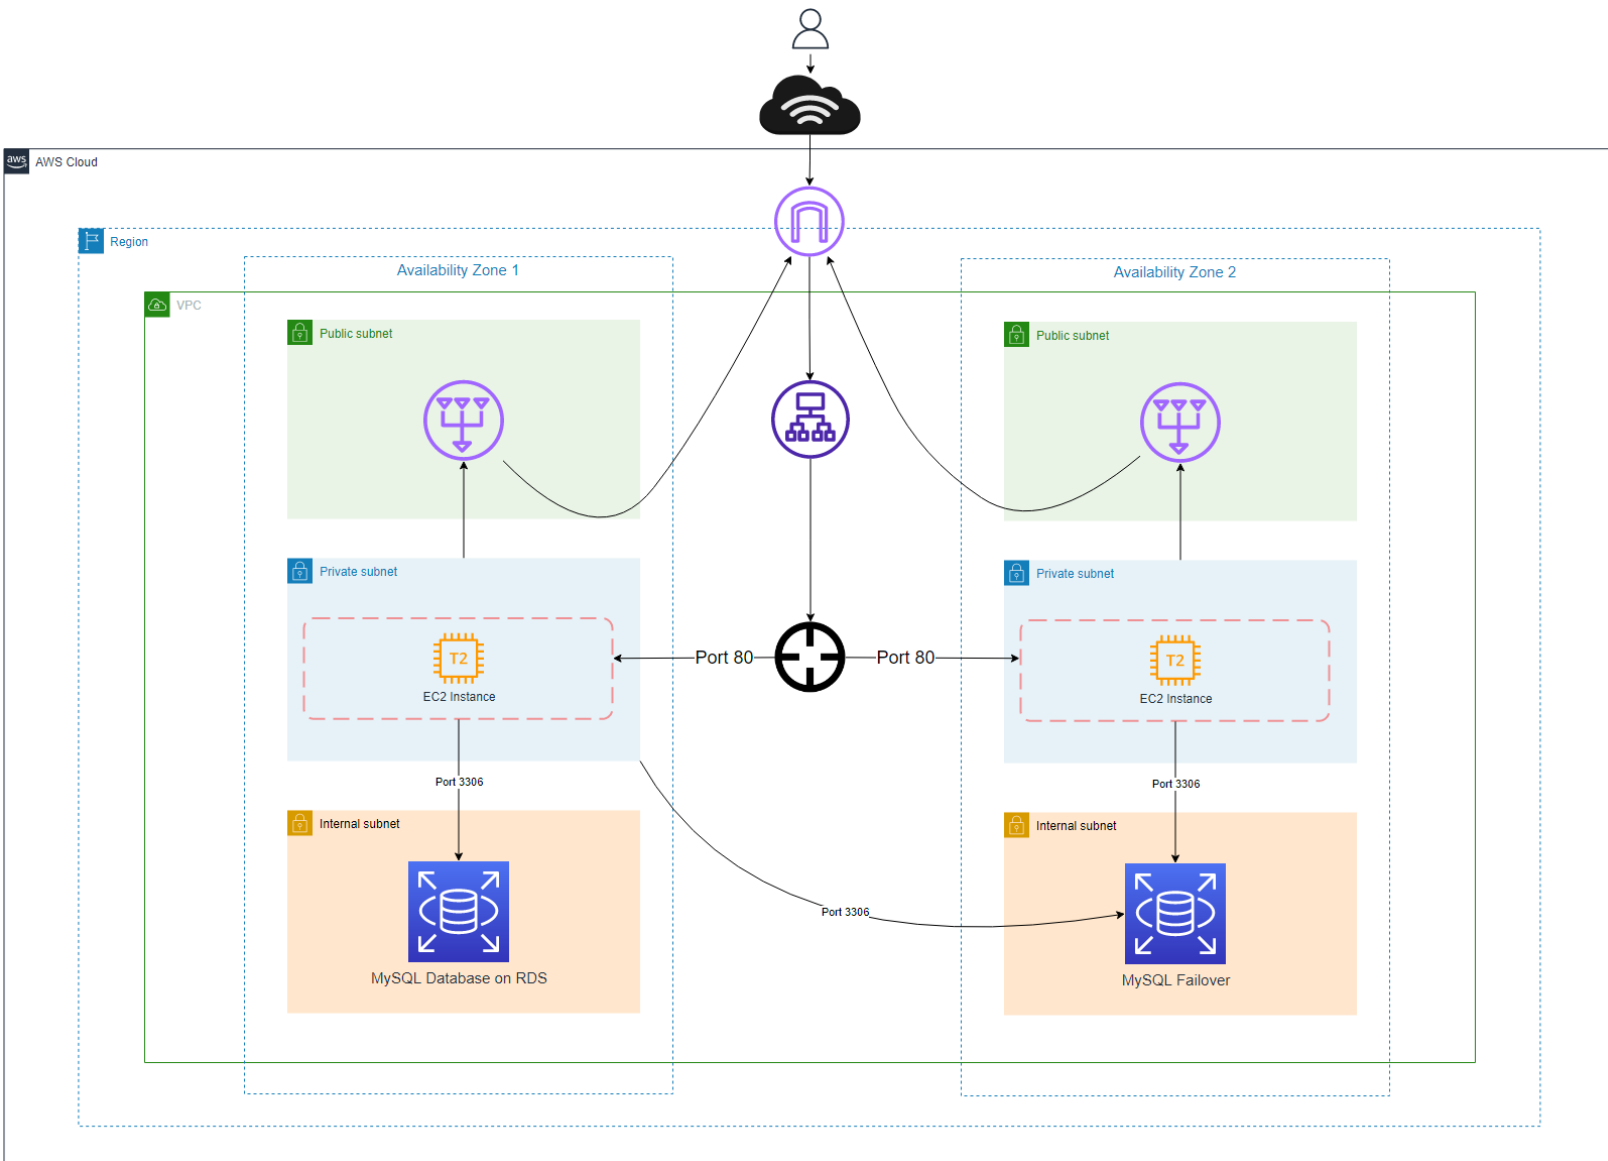 aws
AWS Cloud
Region
Availability Zone 1
Availability Zone 2
VPC
Public subnet
Public subnet
Private subnet
Private subnet
T2
EC2 Instance
Port 80
Port 80
T2
EC2 Instance
Port 3306
Port 3306
Internal subnet
Internal subnet
Port 3306
MySQL Database on RDS
MySQL Failover